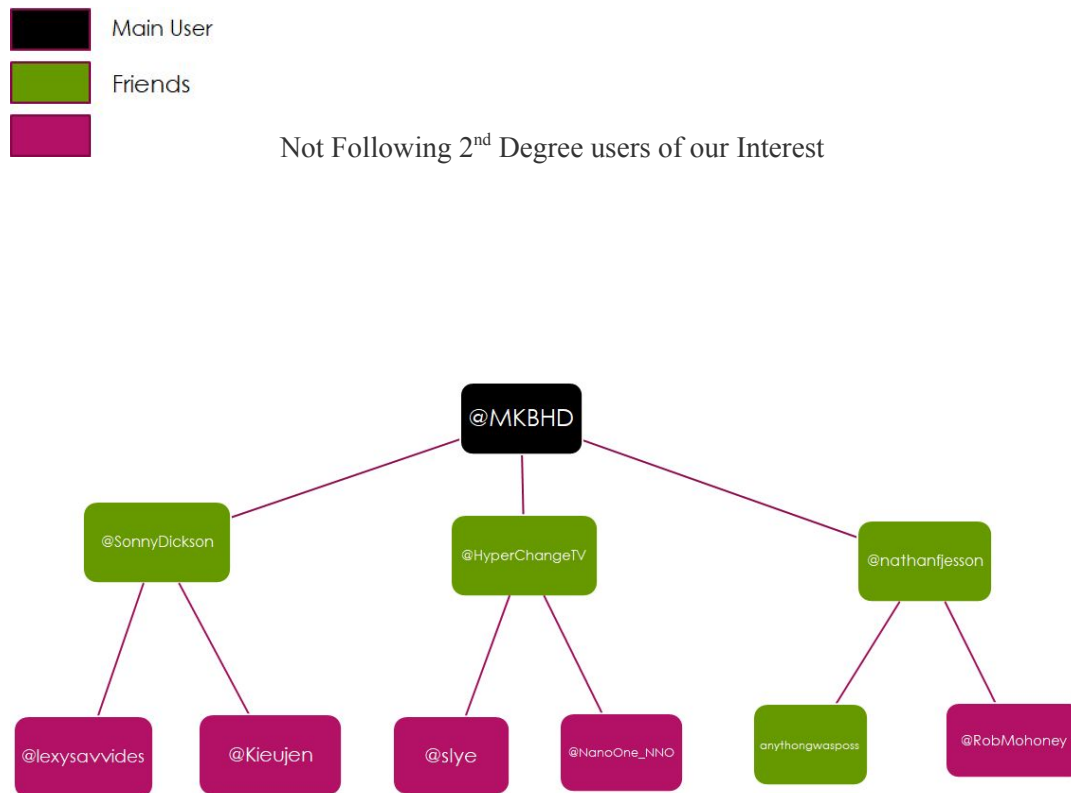 Main User
Friends
Not Following 2nd Degree users of our Interest
@MKBHD
@SonnyDickson
@HyperChangeTV
@nathanfjesson
@lexysavvides
@Kieujen
@slye
@NanoOne_NNO
anythongwasposs
@RobMohoney